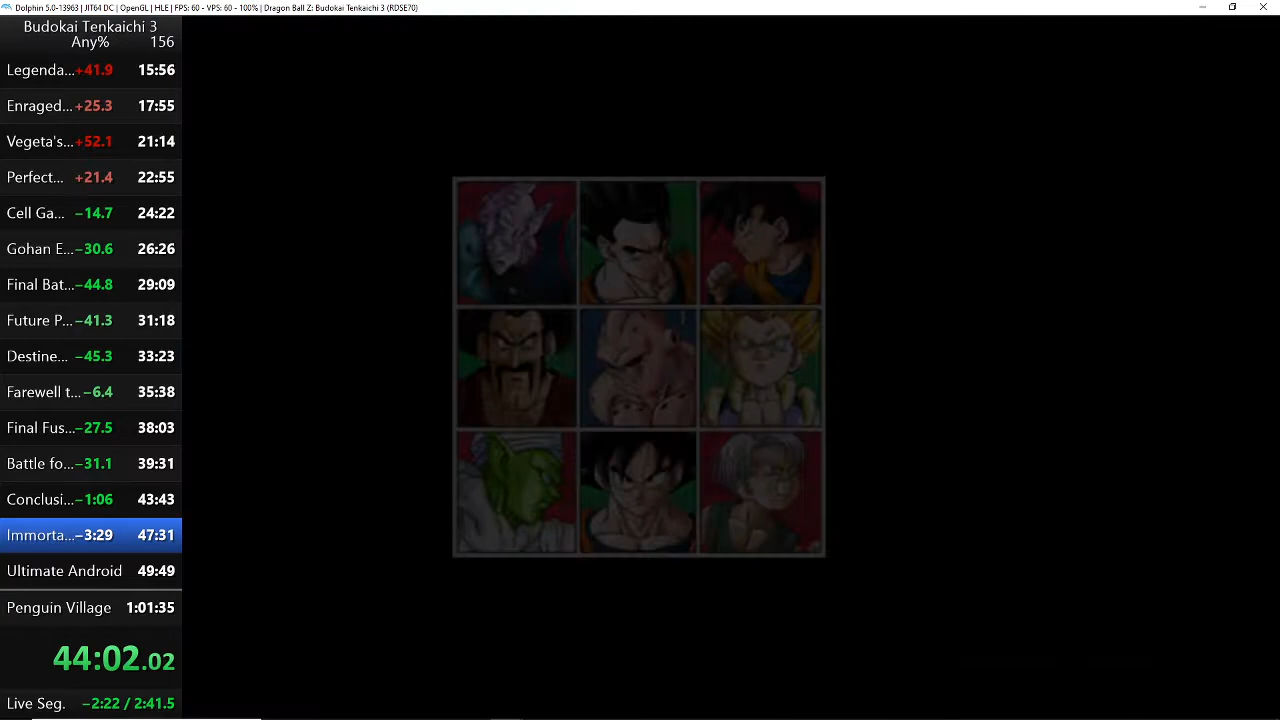 Dolphin 5.0-13963 | JIT64 DC | OpenGL | HLE | FPS: 60 - VPS: 60 - 100% | Dragon Ball Z: Budokai Tenkaichi 3 (RDSE70)
Budokai Tenkaichi 3
Any% 156
Legenda... +41.9 15:56
Enraged... +25.3 17:55
Vegeta's... +52.1 21:14
Perfect... +21.4 22:55
Cell Ga... −14.7 24:22
Gohan E... −30.6 26:26
Final Bat... −44.8 29:09
Future P... −41.3 31:18
Destine... −45.3 33:23
Farewell t... −6.4 35:38
Final Fus... −27.5 38:03
Battle fo... −31.1 39:31
Conclusi... −1:06 43:43
Immorta... −3:29 47:31
Ultimate Android 49:49
Penguin Village 1:01:35
44:02.02
Live Seg. −2:22 / 2:41.5